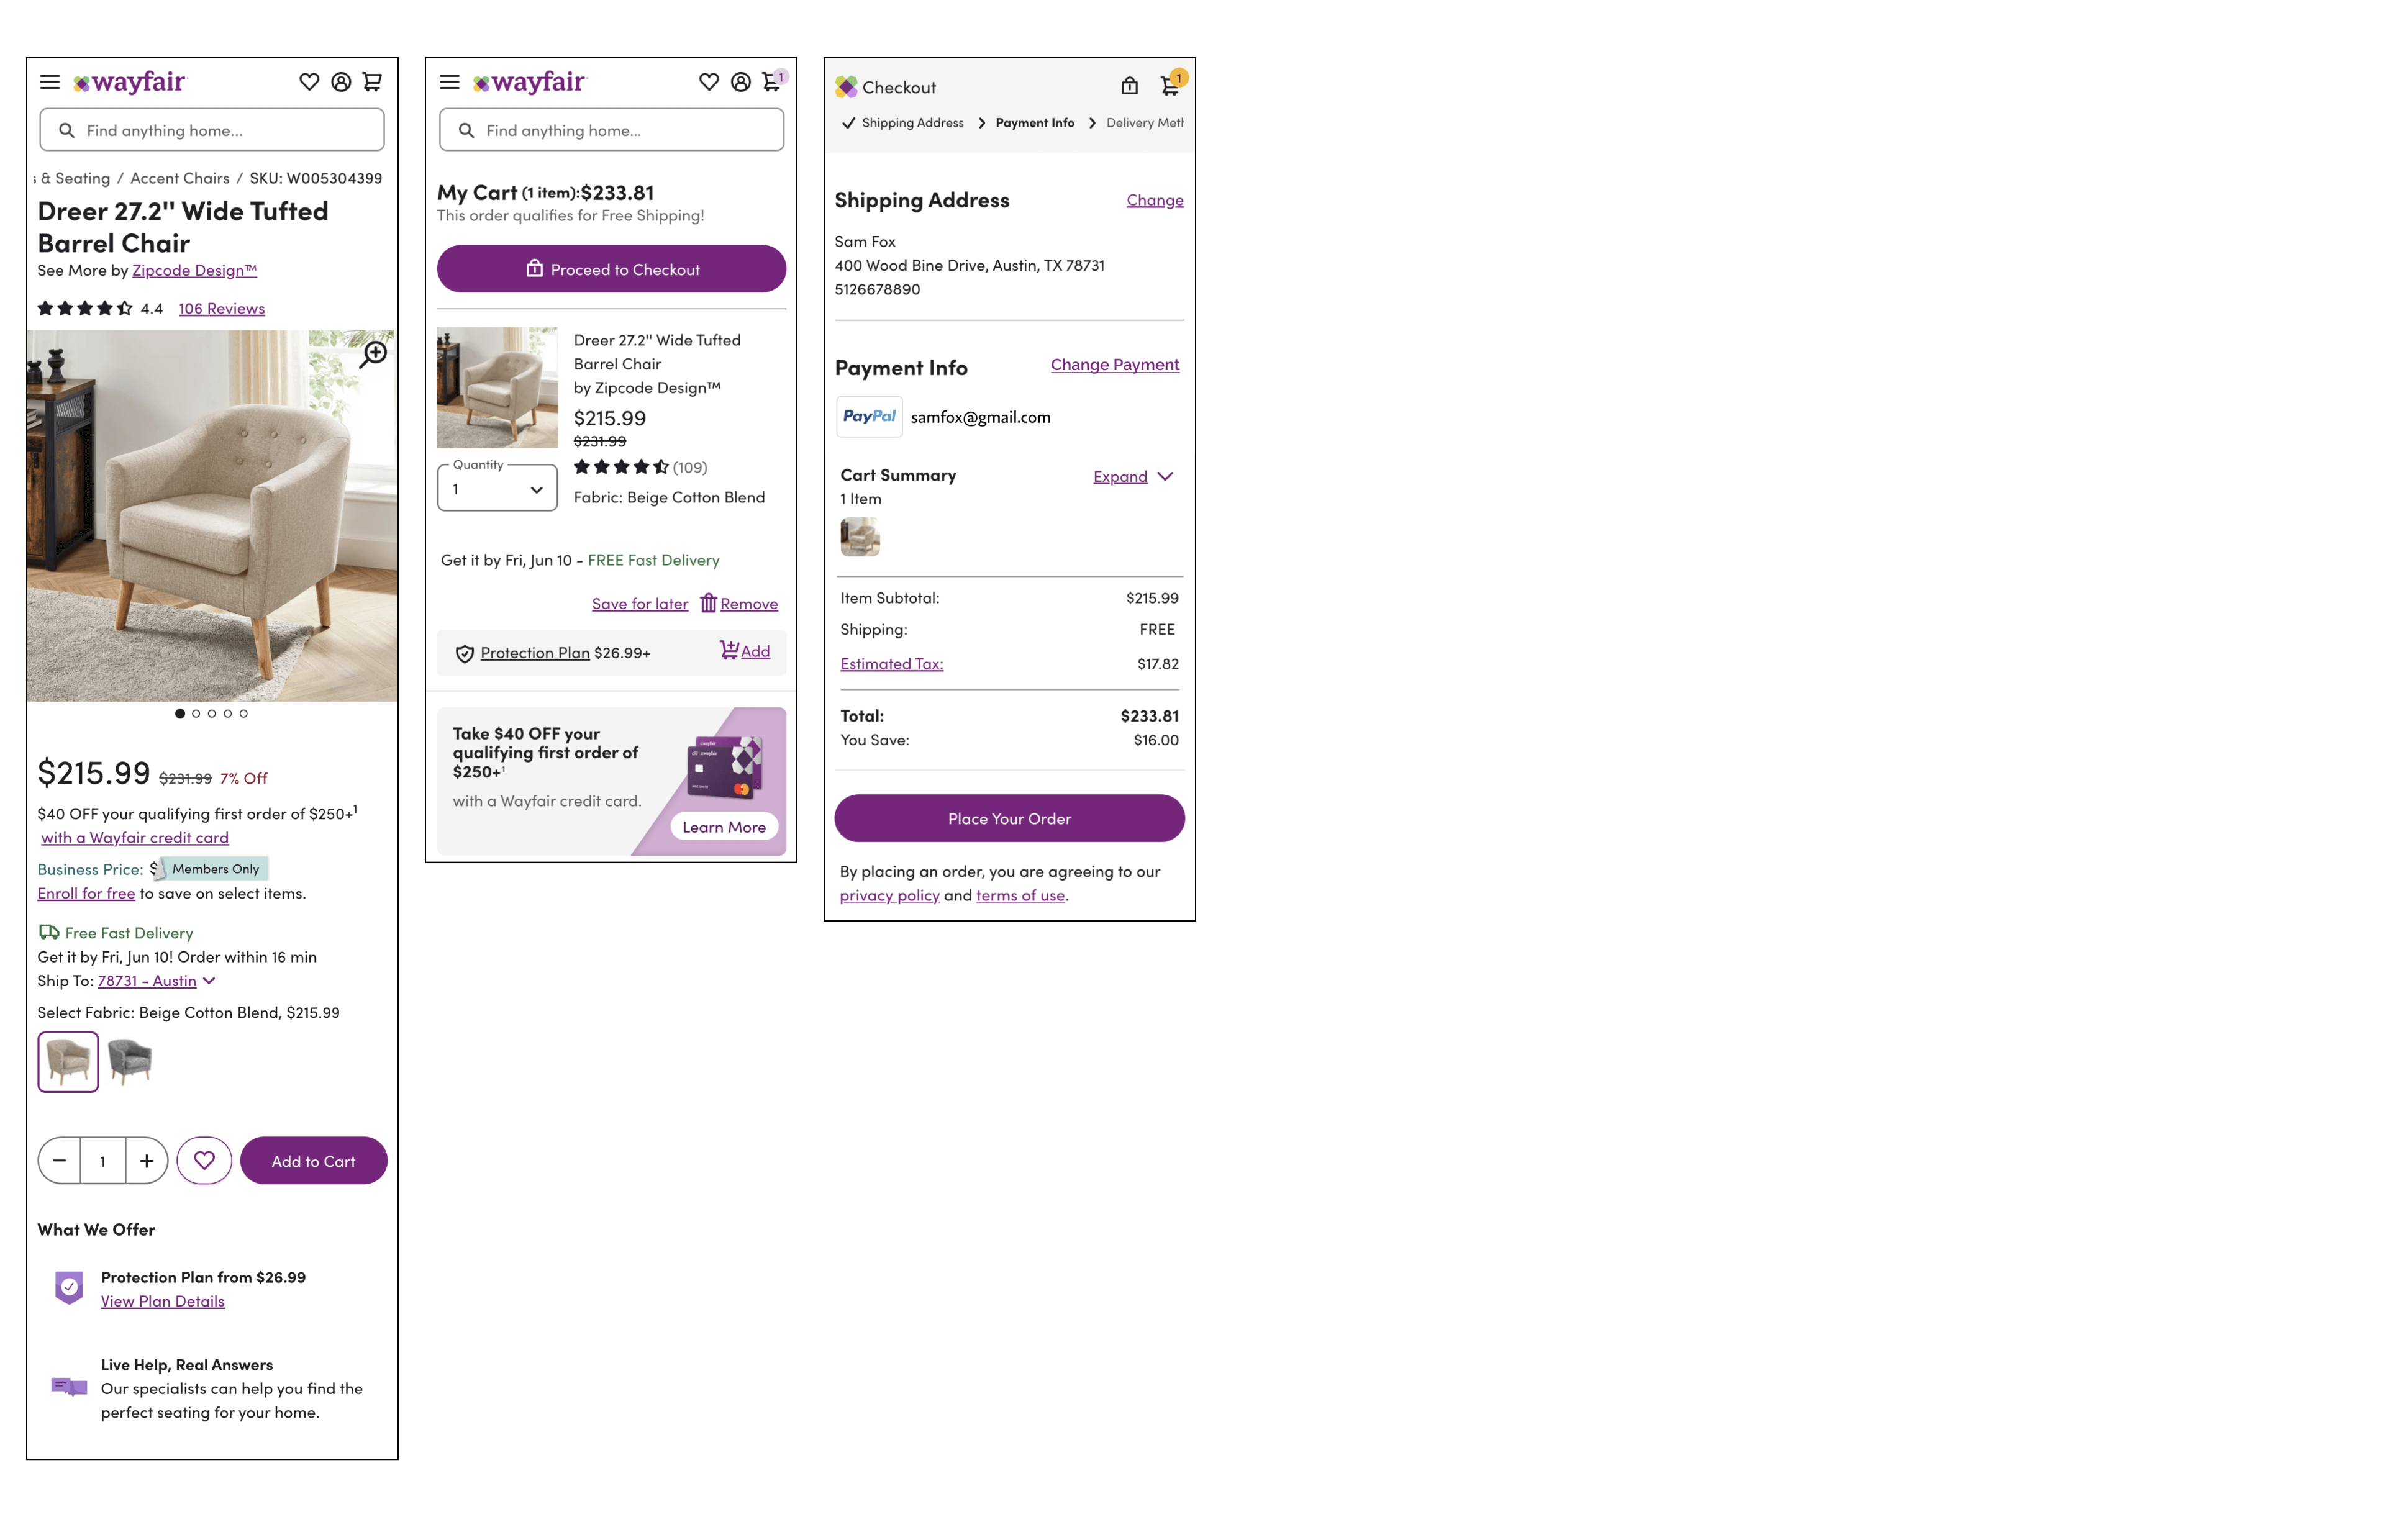 wayfair
Find anything home...
s & Seating / Accent Chairs / SKU: W005304399
Dreer 27.2'' Wide Tufted
Barrel Chair
See More by Zipcode Design™
4.4 106 Reviews
$215.99 $231.99 7% Off
$40 OFF your qualifying first order of $250+1
with a Wayfair credit card
Business Price: $ Members Only
Enroll for free to save on select items.
Free Fast Delivery
Get it by Fri, Jun 10! Order within 16 min
Ship To: 78731 - Austin
Select Fabric: Beige Cotton Blend, $215.99
1
Add to Cart
What We Offer
Protection Plan from $26.99
View Plan Details
Live Help, Real Answers
Our specialists can help you find the
perfect seating for your home.
wayfair
1
Find anything home...
My Cart (1 item):$233.81
This order qualifies for Free Shipping!
Proceed to Checkout
Dreer 27.2'' Wide Tufted
Barrel Chair
by Zipcode Design™
$215.99
$231.99
(109)
Quantity
1
Fabric: Beige Cotton Blend
Get it by Fri, Jun 10 - FREE Fast Delivery
Save for later Remove
Protection Plan $26.99+ Add
Take $40 OFF your
qualifying first order of
$250+1
with a Wayfair credit card.
Learn More
Checkout
1
Shipping Address Payment Info Delivery Meth
Shipping Address Change
Sam Fox
400 Wood Bine Drive, Austin, TX 78731
5126678890
Payment Info Change Payment
PayPal samfox@gmail.com
Cart Summary Expand
1 Item
Item Subtotal: $215.99
Shipping: FREE
Estimated Tax: $17.82
Total: $233.81
You Save: $16.00
Place Your Order
By placing an order, you are agreeing to our
privacy policy and terms of use.